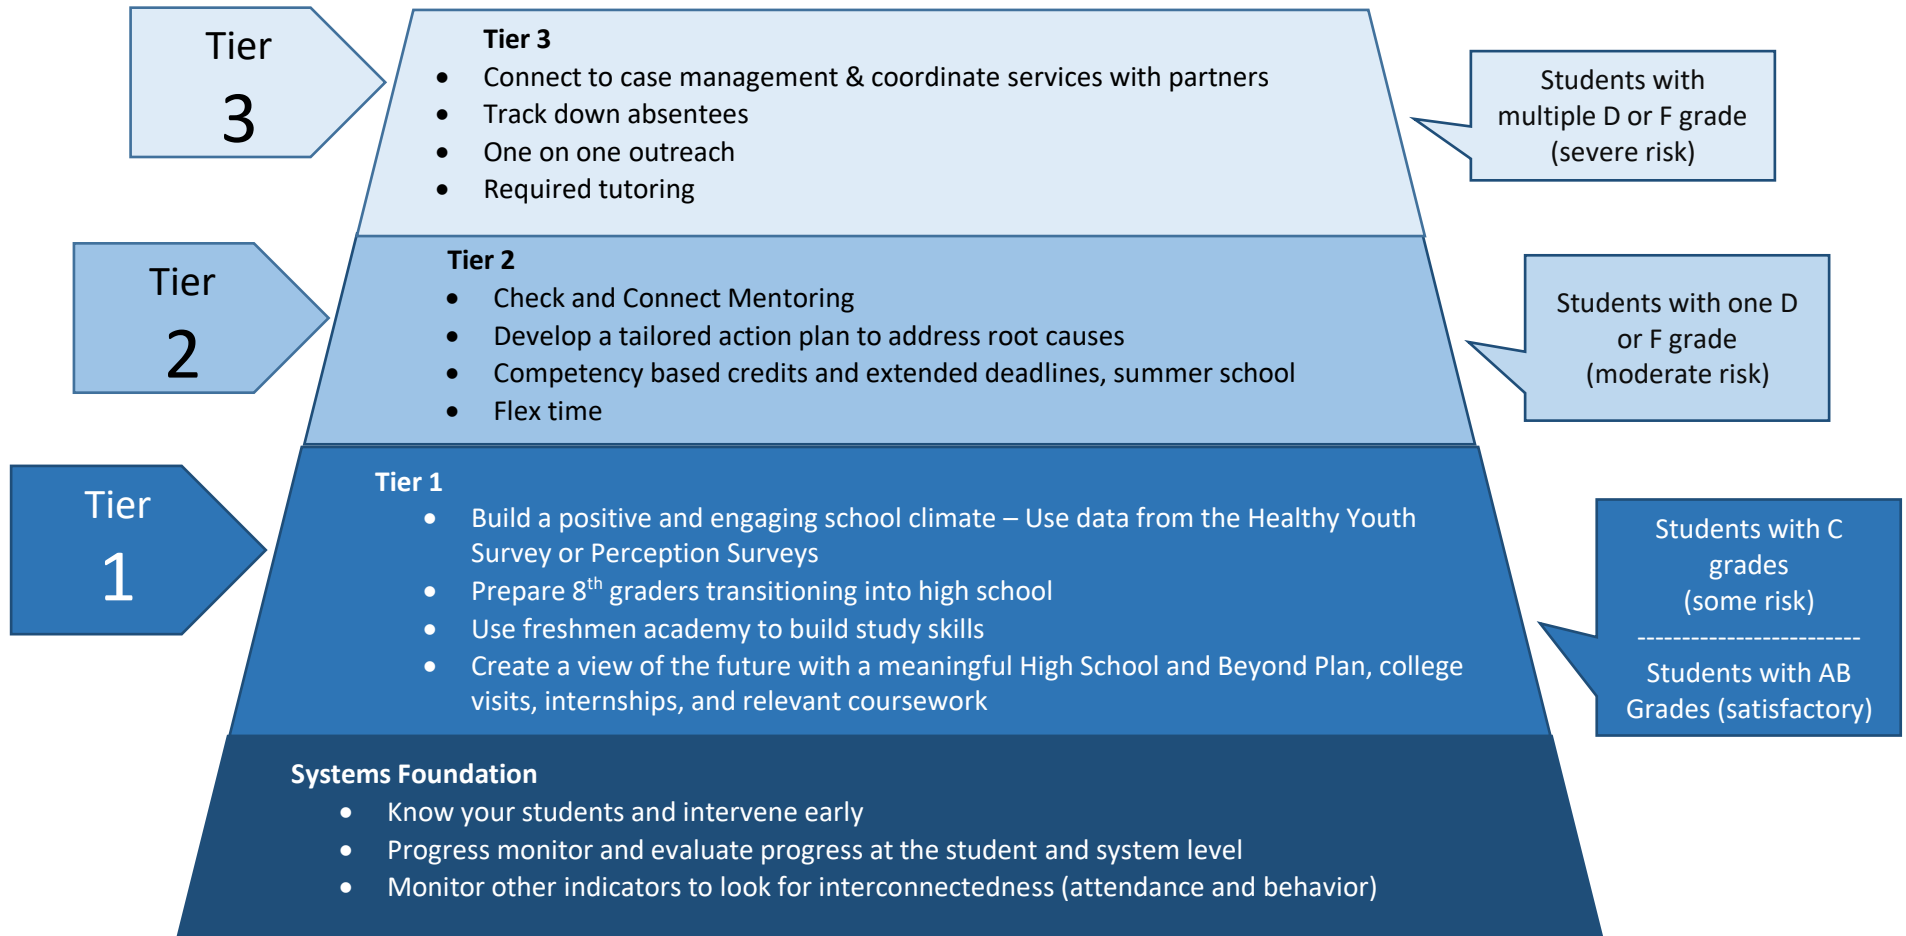 Tier
3
Tier 3
• Connect to case management & coordinate services with partners
• Track down absentees
• One on one outreach
• Required tutoring
Students with
multiple D or F grade
(severe risk)
Tier
2
Tier 2
• Check and Connect Mentoring
• Develop a tailored action plan to address root causes
• Competency based credits and extended deadlines, summer school
• Flex time
Students with one D
or F grade
(moderate risk)
Tier
1
Tier 1
• Build a positive and engaging school climate – Use data from the Healthy Youth
Survey or Perception Surveys
• Prepare 8th graders transitioning into high school
• Use freshmen academy to build study skills
• Create a view of the future with a meaningful High School and Beyond Plan, college
visits, internships, and relevant coursework
Students with C
grades
(some risk)
-------------------------
Students with AB
Grades (satisfactory)
Systems Foundation
• Know your students and intervene early
• Progress monitor and evaluate progress at the student and system level
• Monitor other indicators to look for interconnectedness (attendance and behavior)